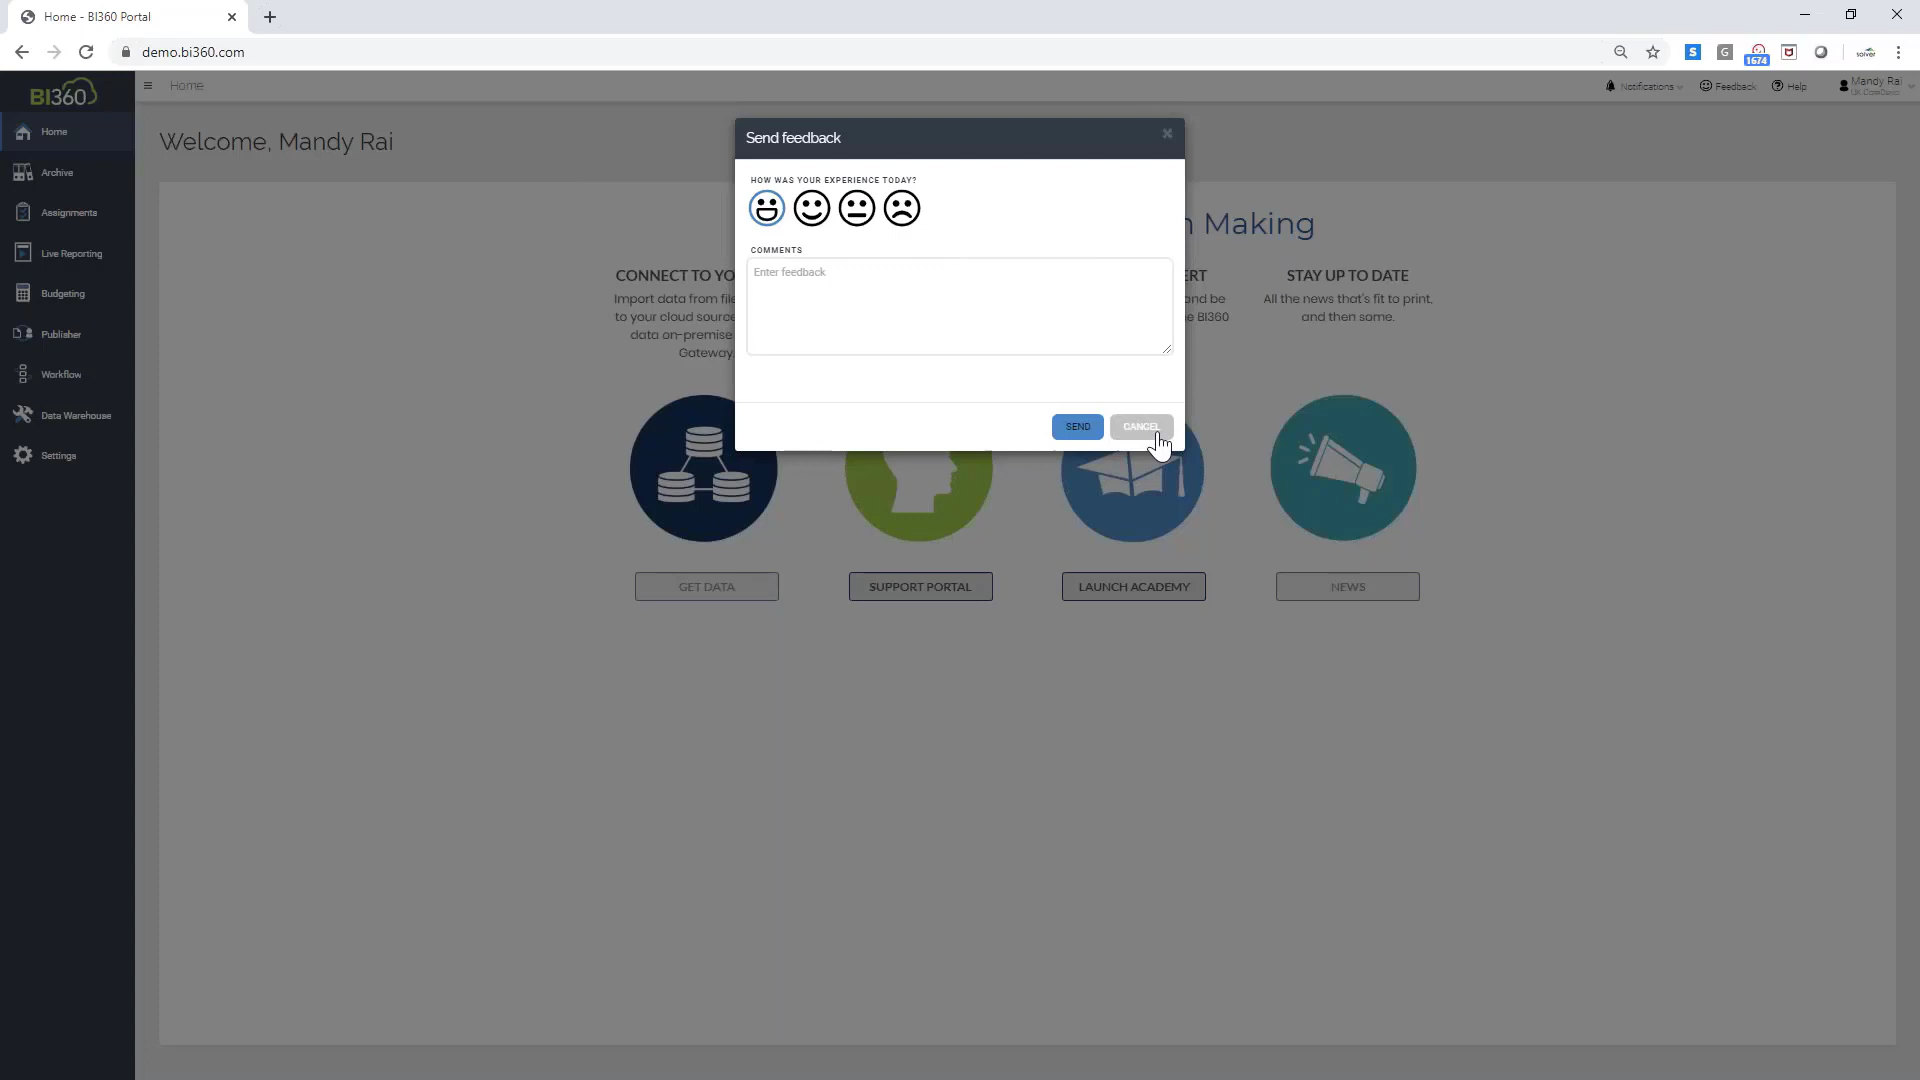 Home - BI360 Portal
demo.bi360.com
S
G
1674
solver
BI360
Home
Notifications
Feedback
Help
Mandy Rai
Home
Archive
Assignments
Live Reporting
Budgeting
Publisher
Workflow
Data Warehouse
Settings
Welcome, Mandy Rai
Send feedback
HOW WAS YOUR EXPERIENCE TODAY?
COMMENTS
Enter feedback
SEND
CANCEL
n Making
CONNECT TO YO
Import data from file
to your cloud source
data on-premise
Gateway.
ERT
and be
e BI360
STAY UP TO DATE
All the news that's fit to print,
and then some.
GET DATA
SUPPORT PORTAL
LAUNCH ACADEMY
NEWS